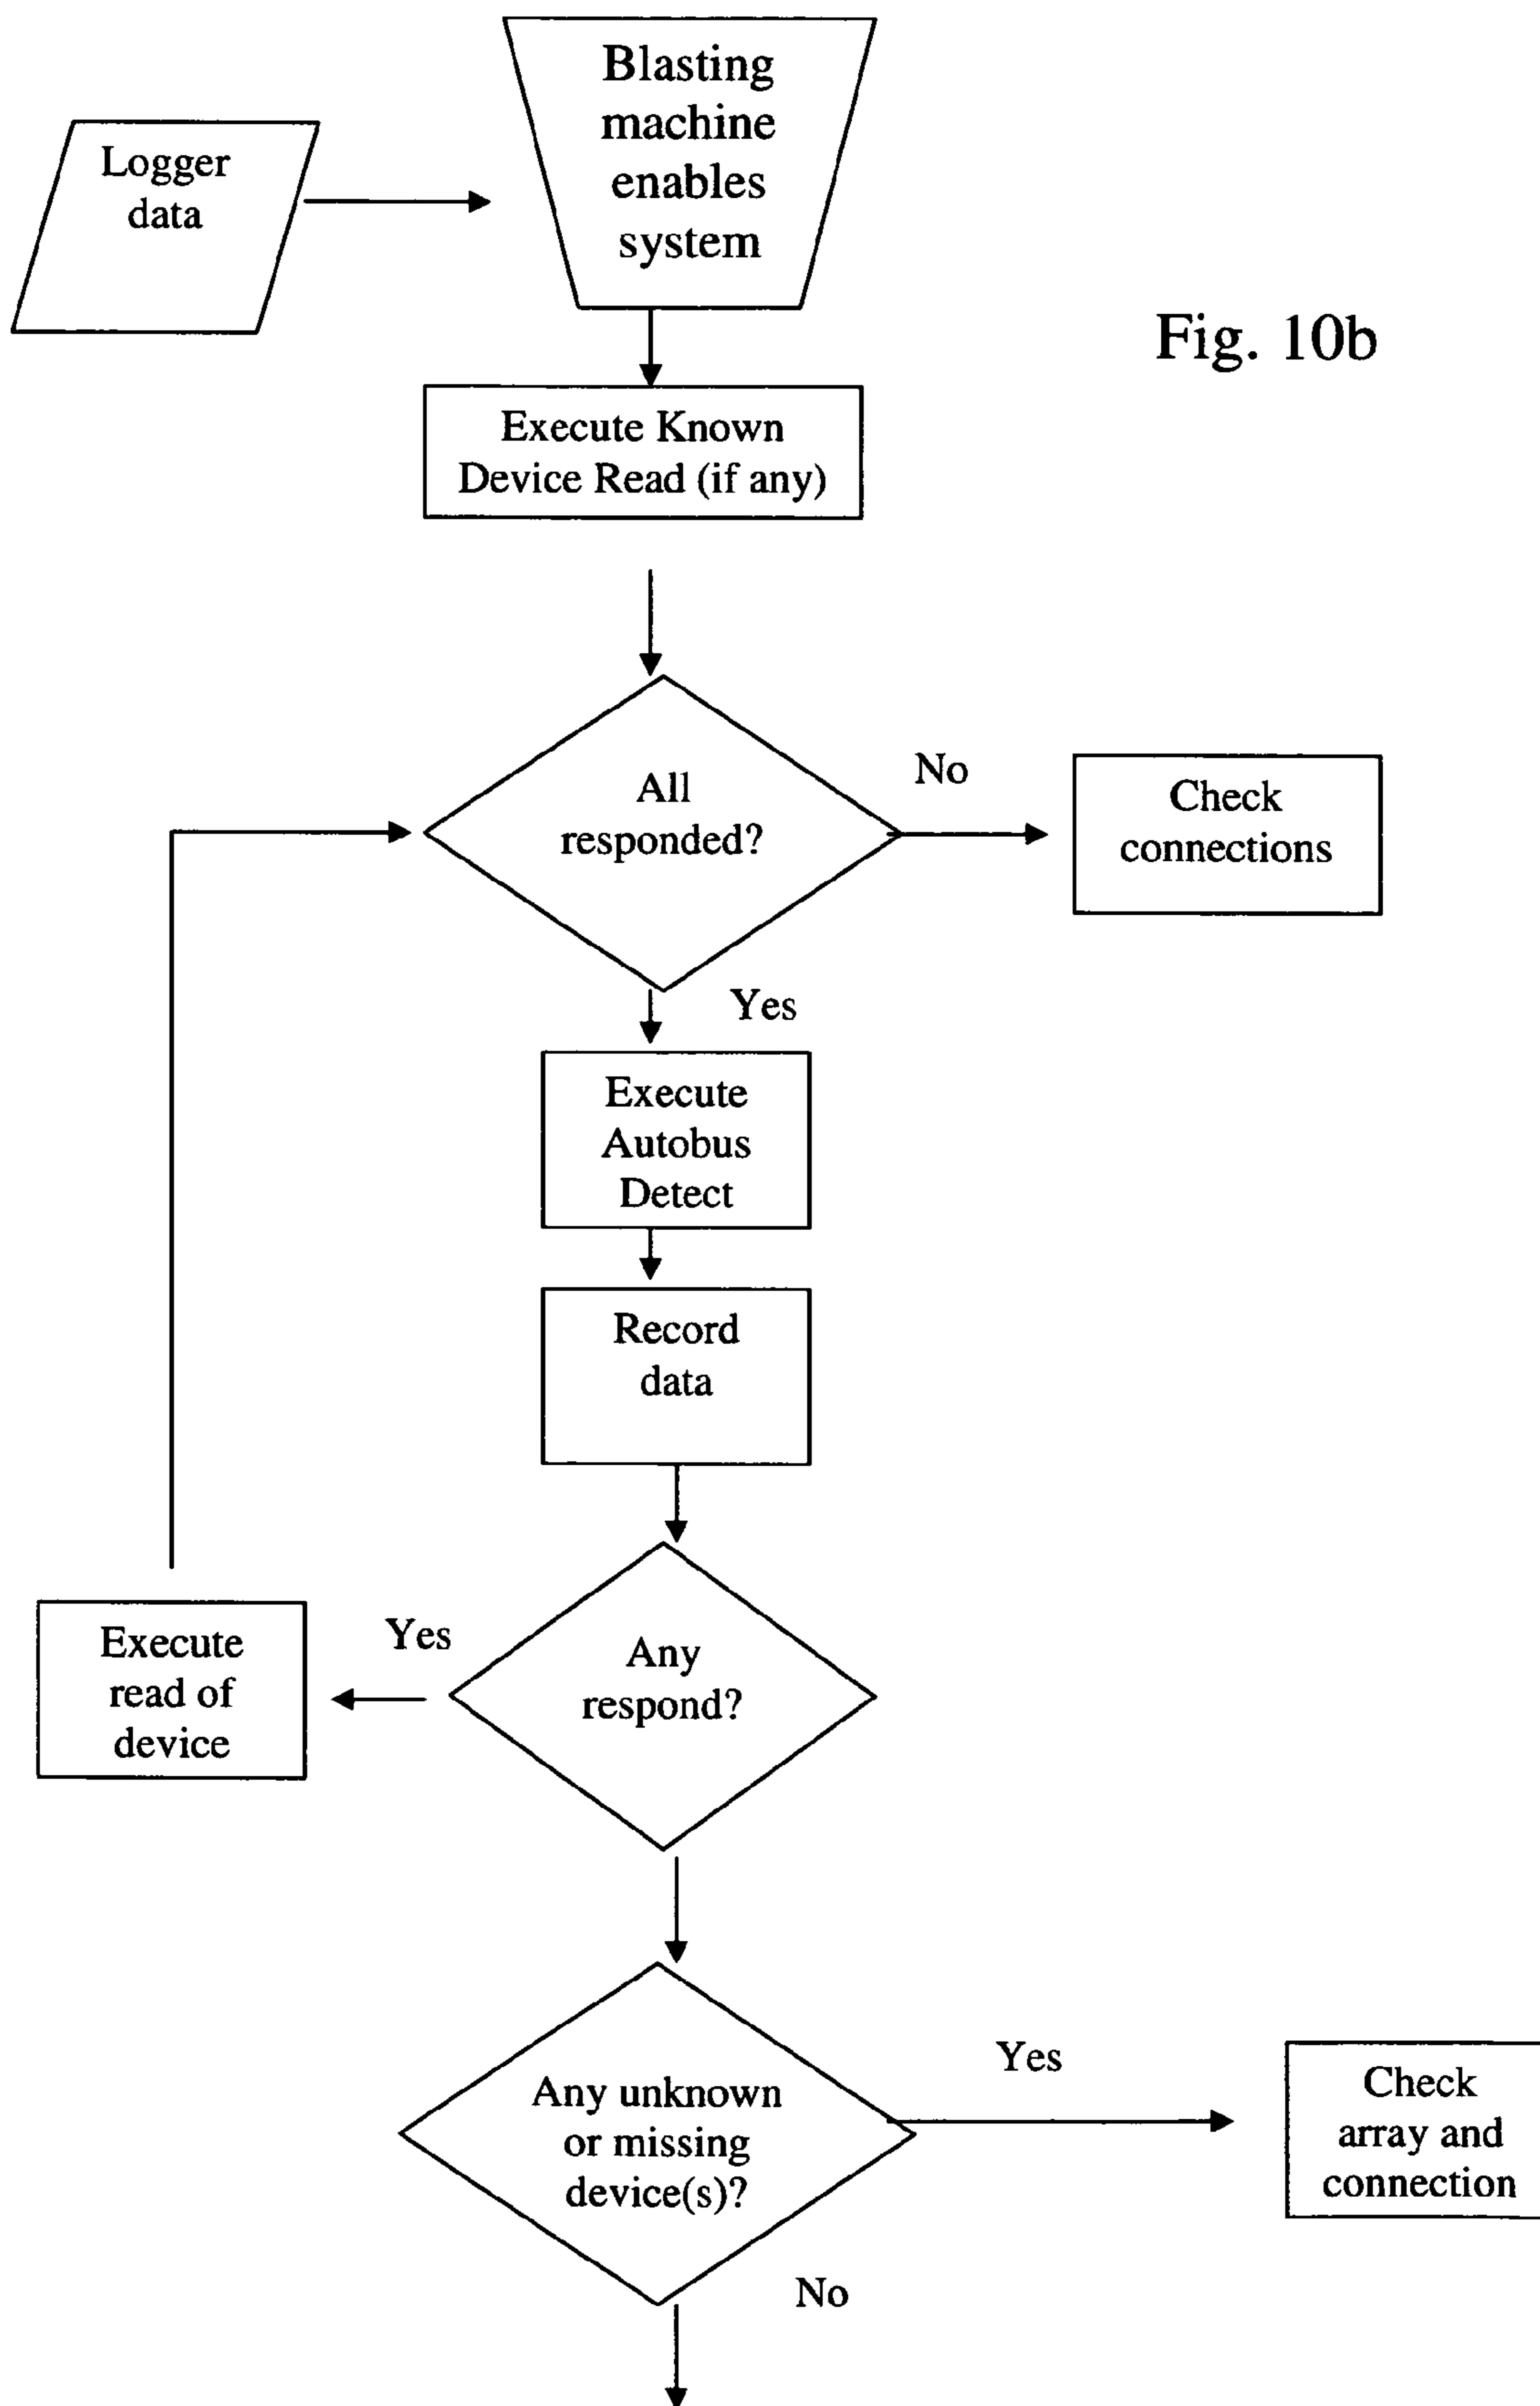 Blasting
machine
enables
system
Logger
data
Fig. 10b
Execute Known
Device Read (if any)
All
responded?
No
Check
connections
Yes
Execute
Autobus
Detect
Record
data
Any
respond?
Yes
Execute
read of
device
Any unknown
or missing
device(s)?
Yes
Check
array and
connection
No